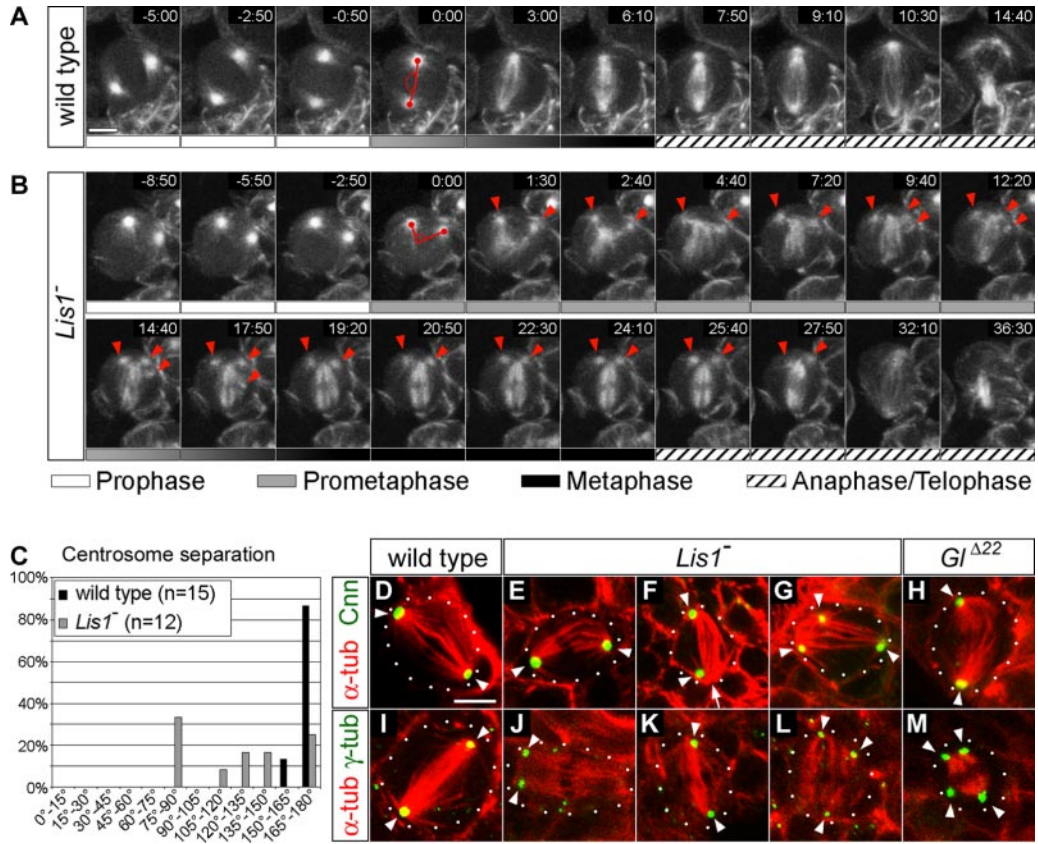 A
wild type
-5:00 -2:50 -0:50 0:00 3:00 6:10 7:50 9:10 10:30 14:40
B
Lis1⁻
-8:50 -5:50 -2:50 0:00 1:30 2:40 4:40 7:20 9:40 12:20
14:40 17:50 19:20 20:50 22:30 24:10 25:40 27:50 32:10 36:30
Prophase Prometaphase Metaphase Anaphase/Telophase
C Centrosome separation
wild type (n=15)
Lis1⁻ (n=12)
100%
80%
60%
40%
20%
0%
0°-15° 15°-30° 30°-45° 45°-60° 60°-75° 75°-90° 90°-105° 105°-120° 120°-135° 135°-150° 150°-165° 165°-180°
wild type Lis1⁻ Gl Δ22
α-tub Cnn
D E F G H
α-tub γ-tub
I J K L M